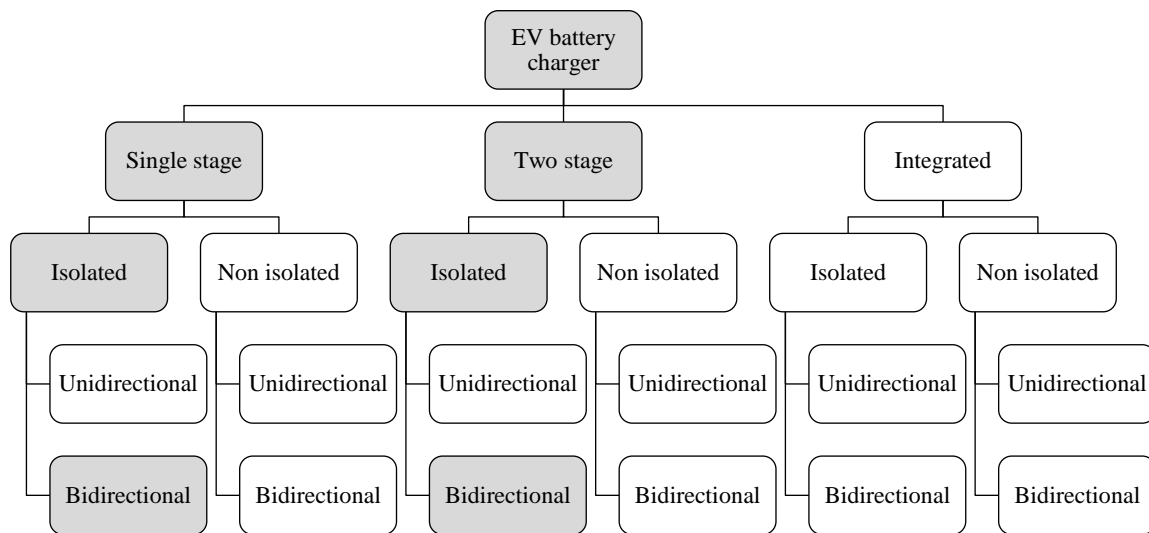 EV battery
charger
Single stage
Two stage
Integrated
Isolated
Non isolated
Isolated
Non isolated
Isolated
Non isolated
Unidirectional
Unidirectional
Unidirectional
Unidirectional
Unidirectional
Unidirectional
Bidirectional
Bidirectional
Bidirectional
Bidirectional
Bidirectional
Bidirectional